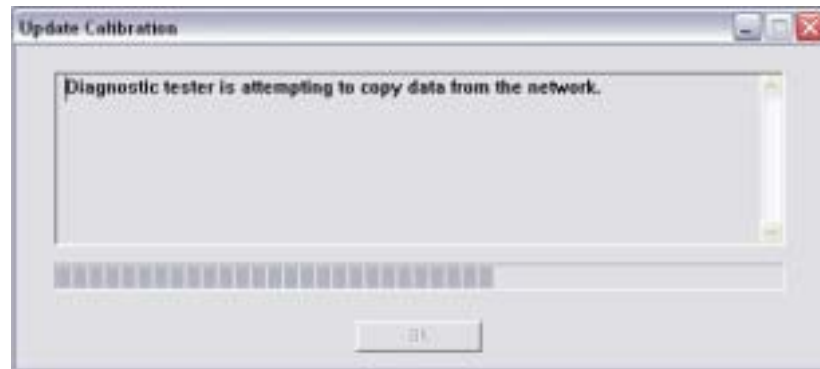 Update Calibration
Diagnostic tester is attempting to copy data from the network.